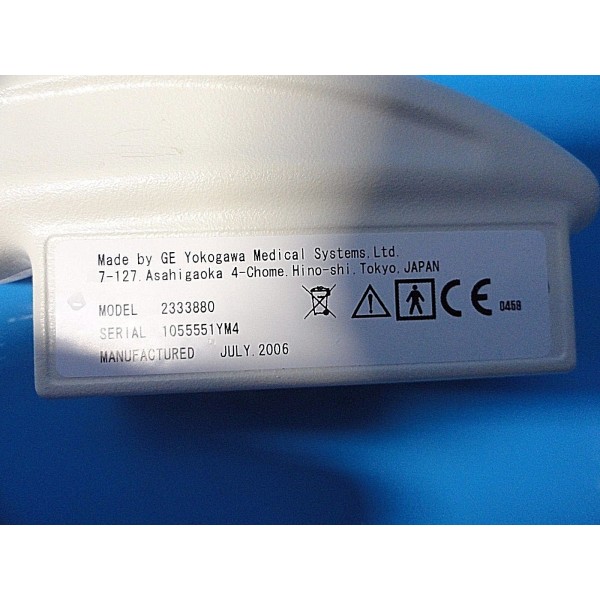 Made by GE Yokogawa Medical Systems,Ltd.
7-127,Asahigaoka 4-Chome,Hino-shi,Tokyo,JAPAN
MODEL 2333880
SERIAL 1055551YM4
MANUFACTURED JULY,2006
CE 0459